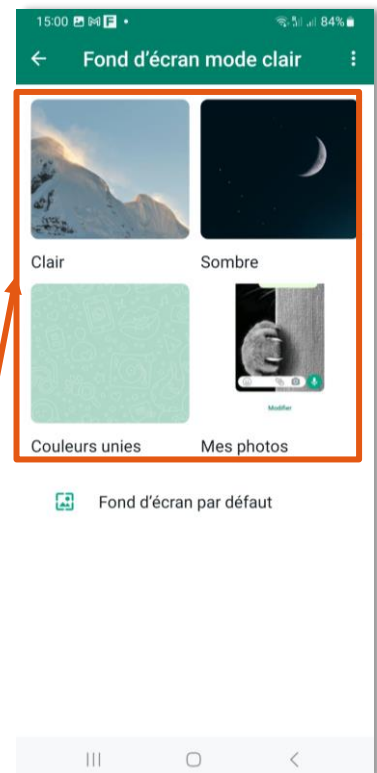 15:00 84%
Fond d'écran mode clair
Clair Sombre
Modifier
Couleurs unies Mes photos
Fond d'écran par défaut